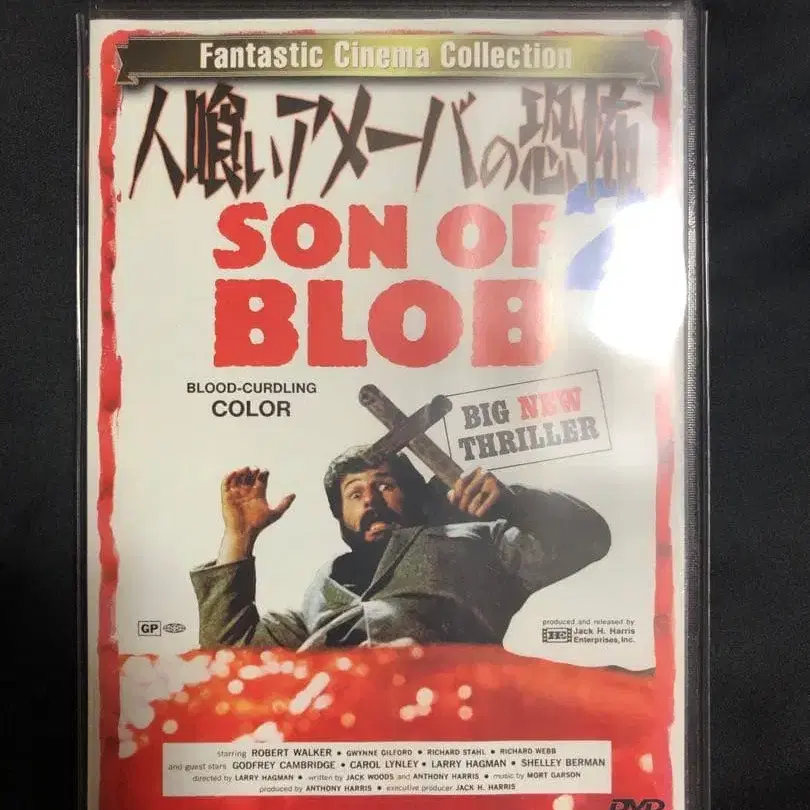 Fantastic Cinema Collection
人喰いアメーバの恐怖
2
SON OF
BLOB
BLOOD-CURDLING
COLOR
BIG NEW
THRILLER
GP
produced and released by
Jack H. Harris
Enterprises, Inc.
starring ROBERT WALKER • GWYNNE GILFORD • RICHARD STAHL • RICHARD WEBB
and guest stars GODFREY CAMBRIDGE • CAROL LYNLEY • LARRY HAGMAN • SHELLEY BERMAN
directed by LARRY HAGMAN • written by JACK WOODS and ANTHONY HARRIS • music by MORT GARSON
produced by ANTHONY HARRIS • executive producer JACK H. HARRIS
DVD